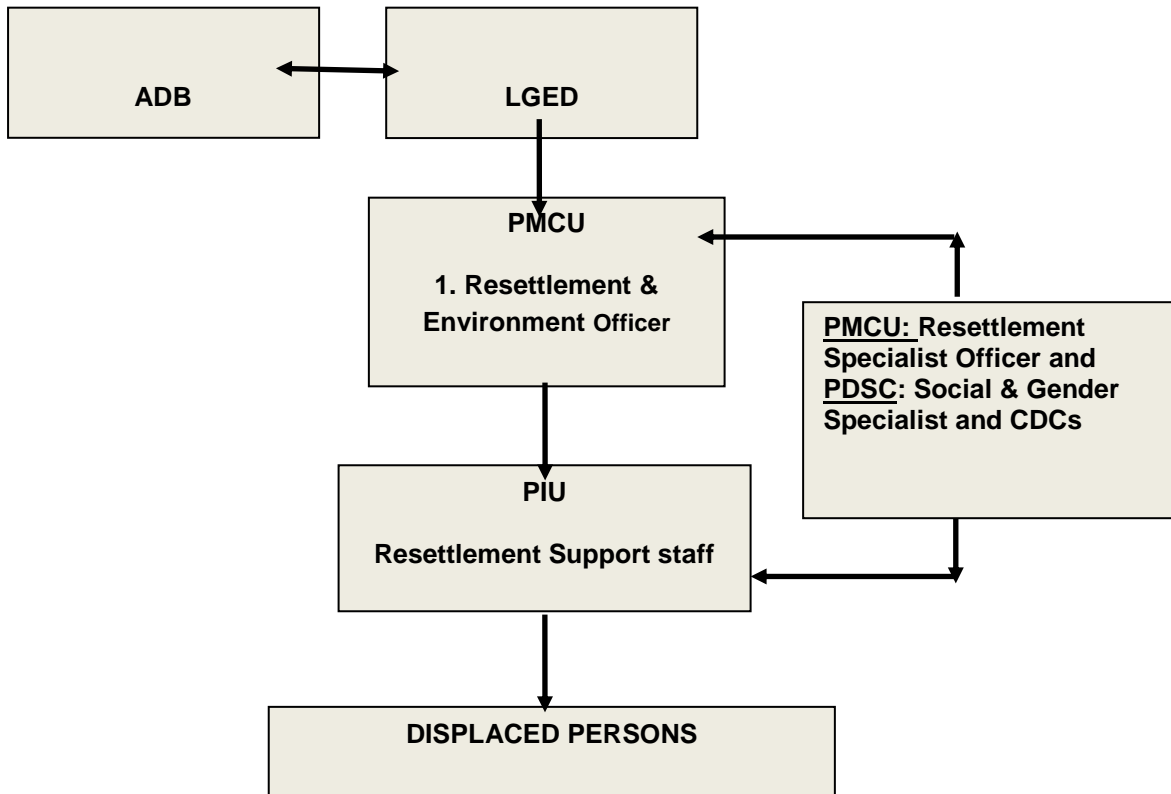 ADB
LGED
PMCU
1. Resettlement &
Environment Officer
PMCU: Resettlement
Specialist Officer and
PDSC: Social & Gender
Specialist and CDCs
PIU
Resettlement Support staff
DISPLACED PERSONS